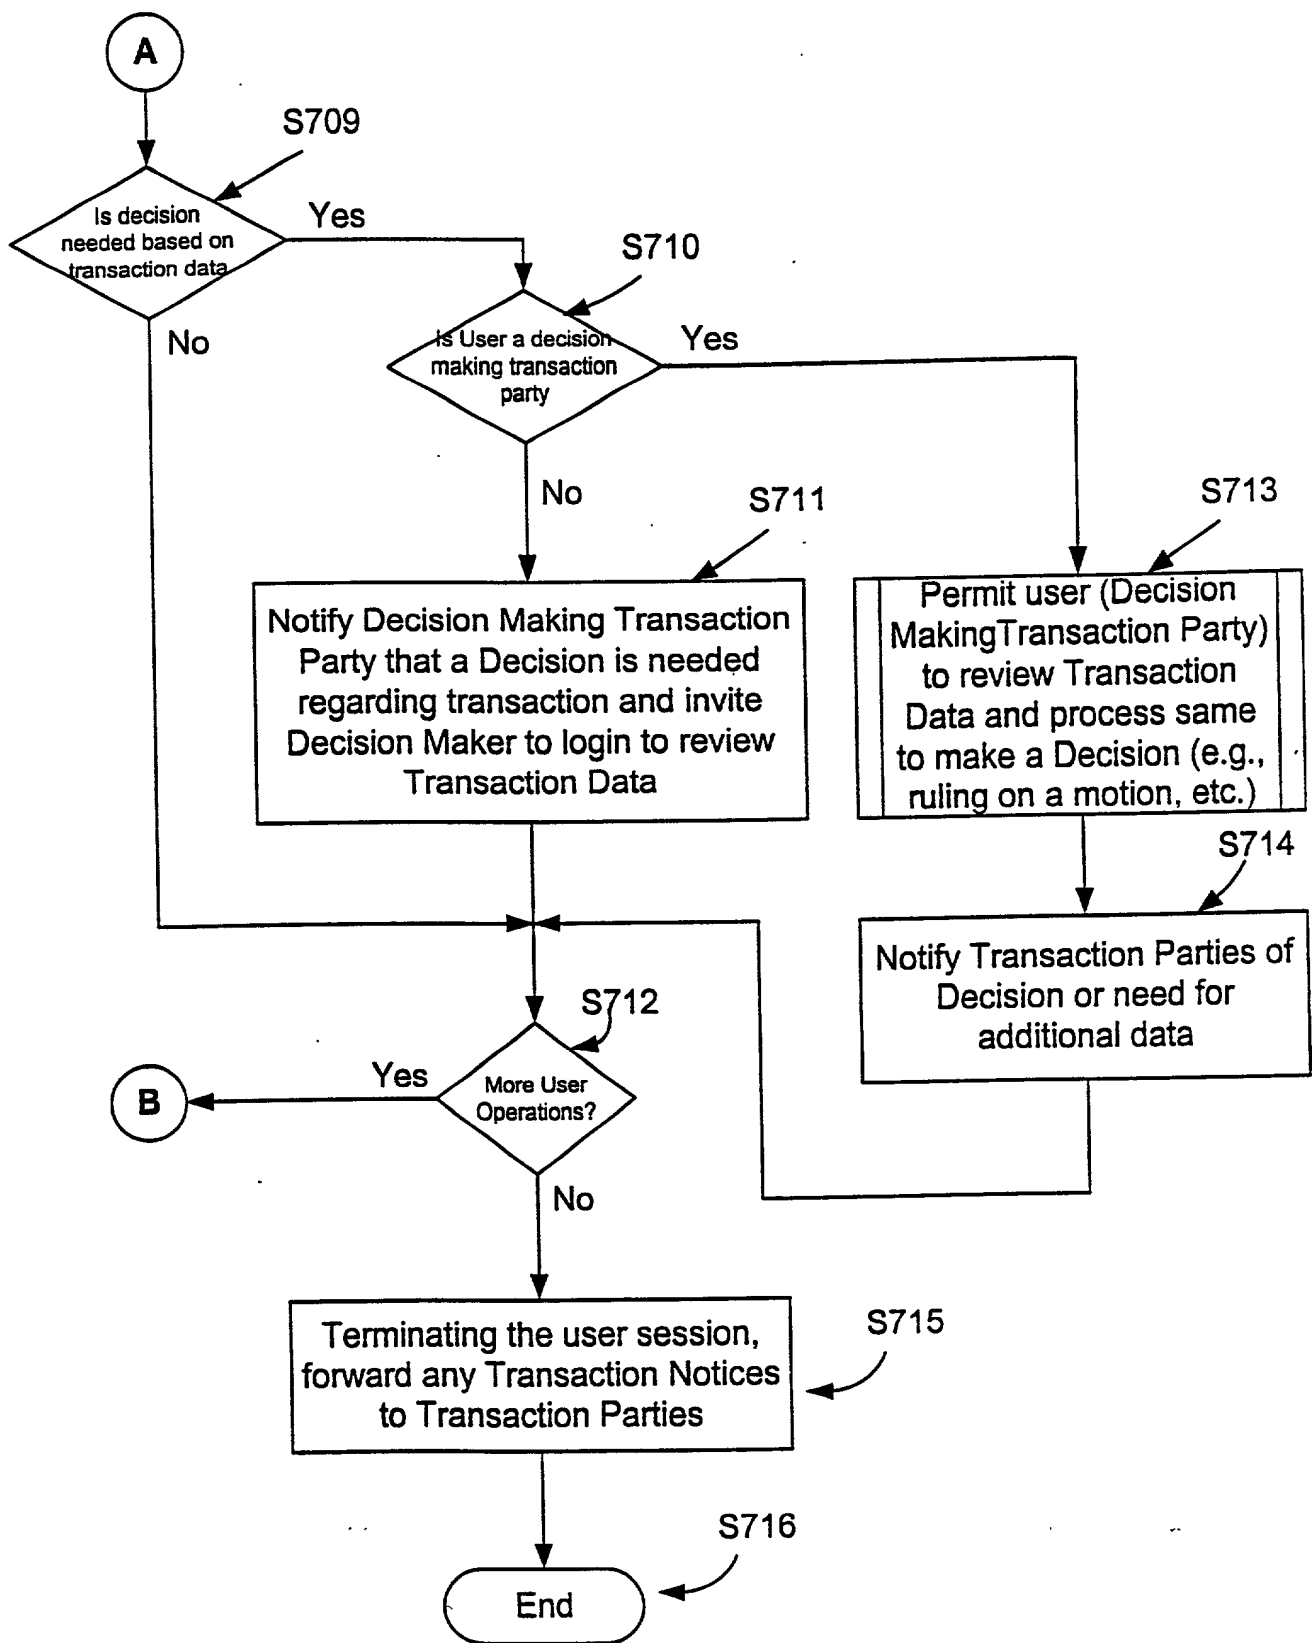 A
S709
Is decision
needed based on
transaction data
Yes
No
S710
Is User a decision
making transaction
party
Yes
No
S711
Notify Decision Making Transaction
Party that a Decision is needed
regarding transaction and invite
Decision Maker to login to review
Transaction Data
S713
Permit user (Decision
MakingTransaction Party)
to review Transaction
Data and process same
to make a Decision (e.g.,
ruling on a motion, etc.)
S714
Notify Transaction Parties of
Decision or need for
additional data
S712
More User
Operations?
Yes
B
No
S715
Terminating the user session,
forward any Transaction Notices
to Transaction Parties
S716
End